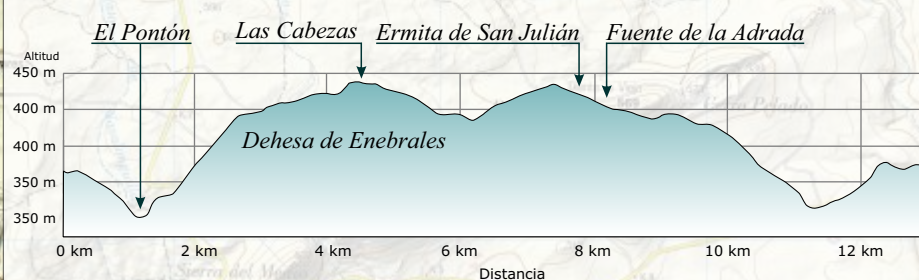 El Pontón Las Cabezas Ermita de San Julián Fuente de la Adrada
Altitud
450 m
400 m
Dehesa de Enebrales
400 m
350 m
350 m
0 km 2 km 4 km 6 km 8 km 10 km 12 km
Distancia